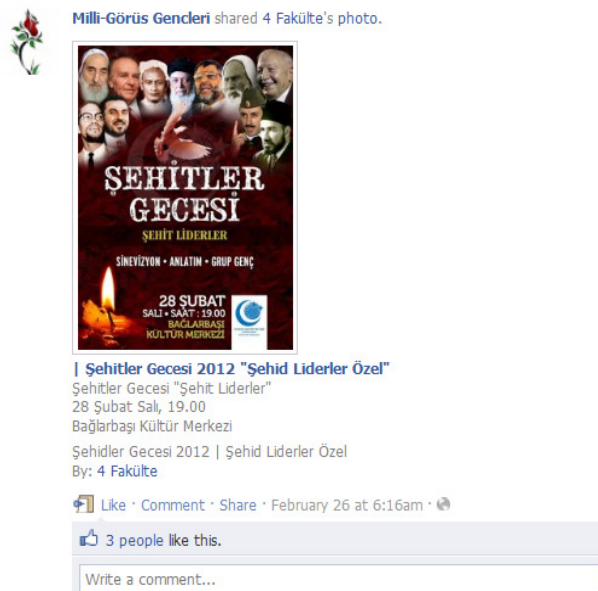 Milli-Görüs Gencleri shared 4 Fakülte's photo.
ŞEHİTLER
GECESİ
ŞEHİT LİDERLER
SİNEVİZYON • ANLATIM • GRUP GENÇ
28 ŞUBAT
SALI • SAAT : 19.00
BAĞLARBAŞI
KÜLTÜR MERKEZİ
| Şehitler Gecesi 2012 "Şehid Liderler Özel"
Şehitler Gecesi "Şehit Liderler"
28 Şubat Salı, 19.00
Bağlarbaşı Kültür Merkezi
Şehidler Gecesi 2012 | Şehid Liderler Özel
By: 4 Fakülte
Like · Comment · Share · February 26 at 6:16am ·
3 people like this.
Write a comment...